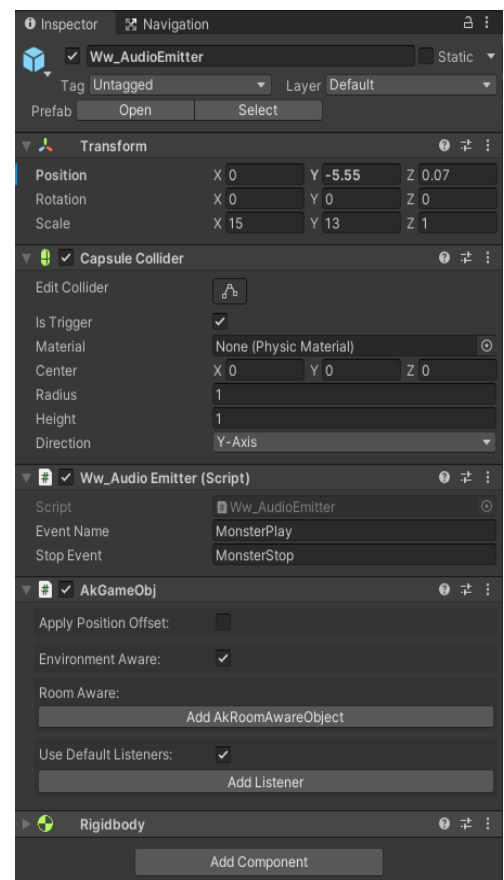 Inspector Navigation
Ww_AudioEmitter Static
Tag Untagged Layer Default
Prefab Open Select
Transform
Position X 0 Y -5.55 Z 0.07
Rotation X 0 Y 0 Z 0
Scale X 15 Y 13 Z 1
Capsule Collider
Edit Collider
Is Trigger
Material None (Physic Material)
Center X 0 Y 0 Z 0
Radius 1
Height 1
Direction Y-Axis
# Ww_Audio Emitter (Script)
Script Ww_AudioEmitter
Event Name MonsterPlay
Stop Event MonsterStop
# AkGameObj
Apply Position Offset:
Environment Aware:
Room Aware:
Add AkRoomAwareObject
Use Default Listeners:
Add Listener
Rigidbody
Add Component